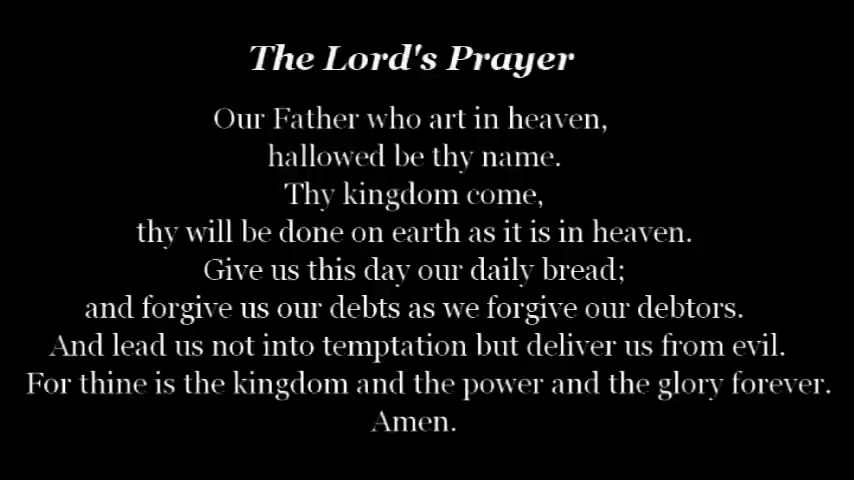 The Lord's Prayer
Our Father who art in heaven,
hallowed be thy name.
Thy kingdom come,
thy will be done on earth as it is in heaven.
Give us this day our daily bread;
and forgive us our debts as we forgive our debtors.
And lead us not into temptation but deliver us from evil.
For thine is the kingdom and the power and the glory forever.
Amen.